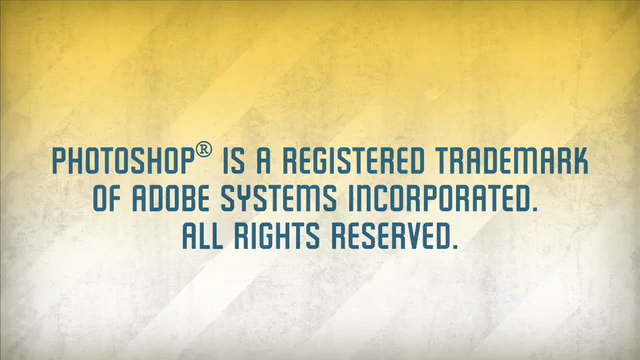 PHOTOSHOP® IS A REGISTERED TRADEMARK
OF ADOBE SYSTEMS INCORPORATED.
ALL RIGHTS RESERVED.